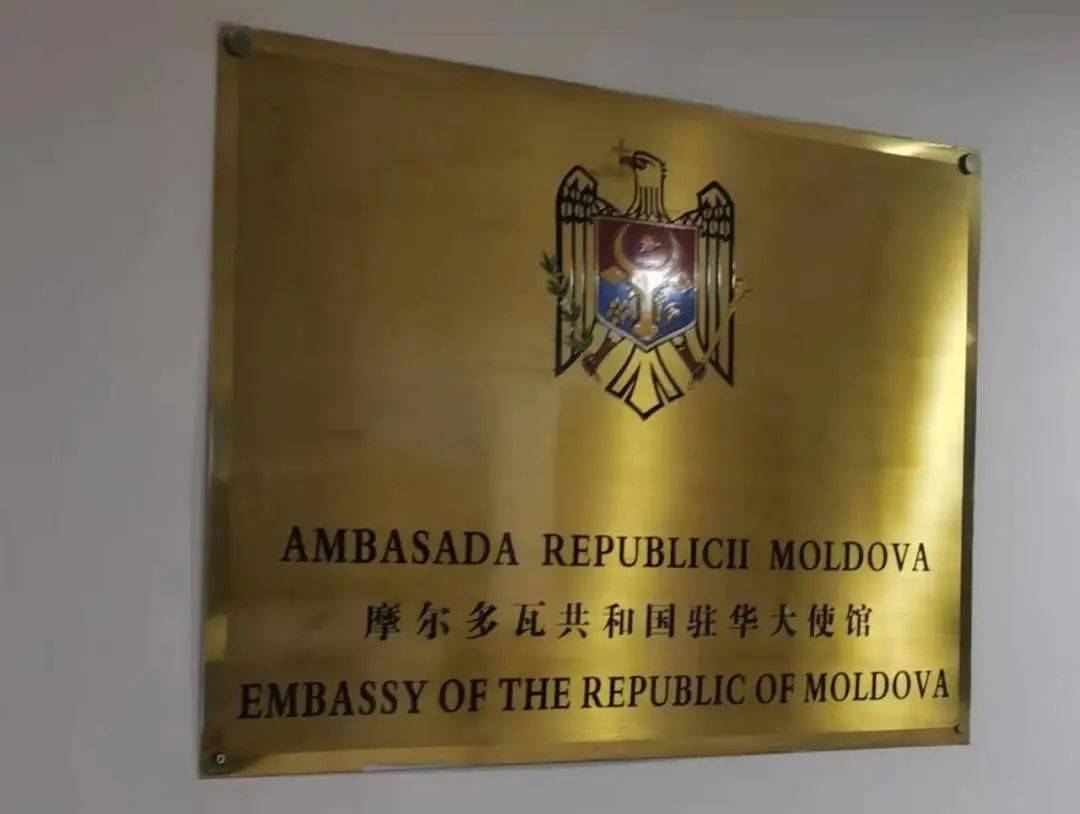 AMBASADA REPUBLICII MOLDOVA
摩尔多瓦共和国驻华大使馆
EMBASSY OF THE REPUBLIC OF MOLDOVA